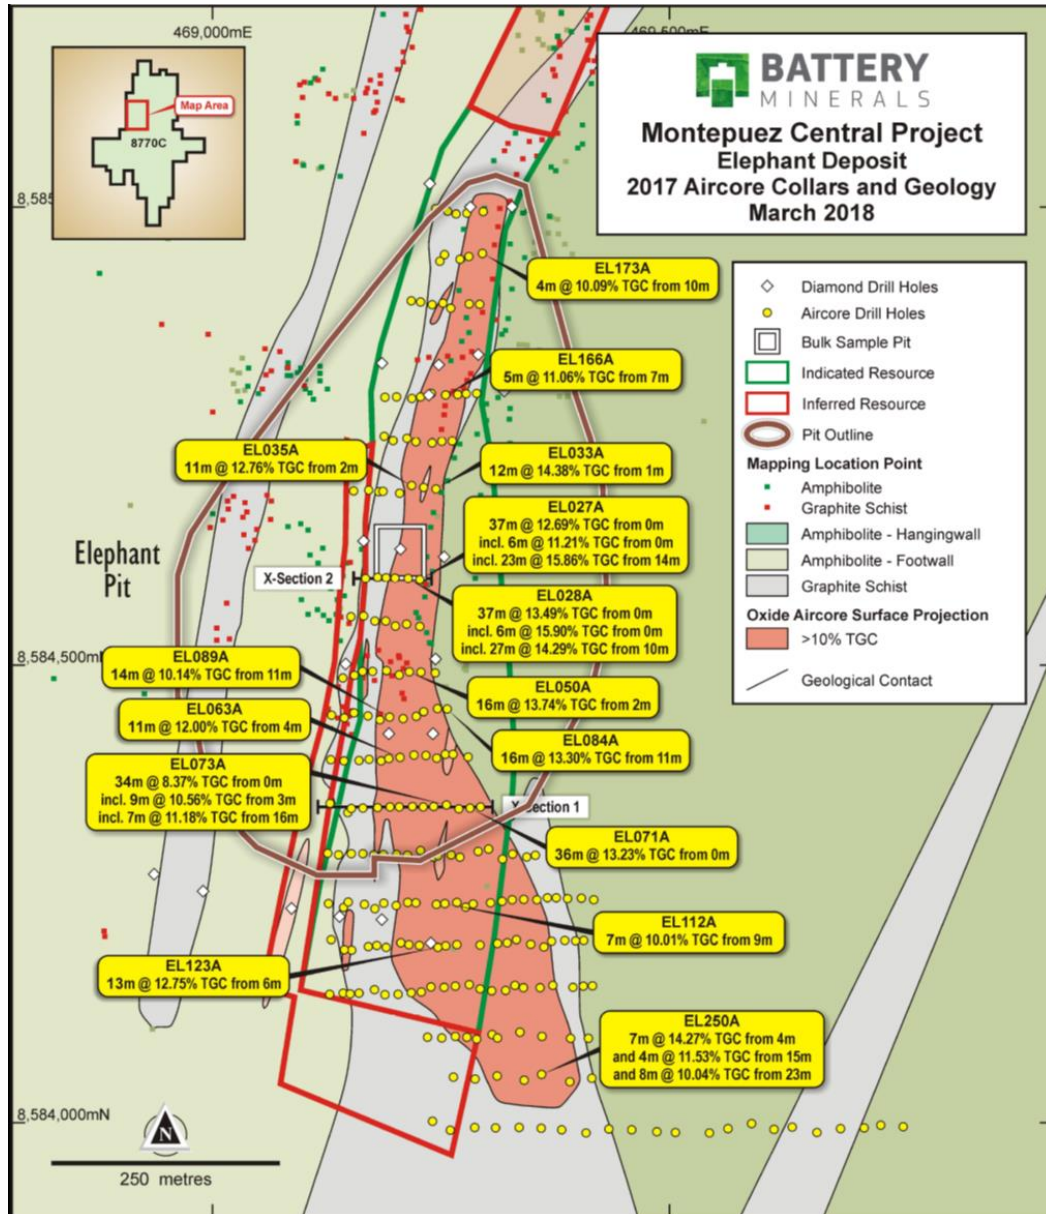 469,000mE
469,500mE
Map Area
8770C
BATTERY
MINERALS
Montepuez Central Project
Elephant Deposit
2017 Aircore Collars and Geology
March 2018
8,585
EL173A
4m @ 10.09% TGC from 10m
Diamond Drill Holes
Aircore Drill Holes
Bulk Sample Pit
Indicated Resource
Inferred Resource
Pit Outline
Mapping Location Point
Amphibolite
Graphite Schist
Amphibolite - Hangingwall
Amphibolite - Footwall
Graphite Schist
Oxide Aircore Surface Projection
>10% TGC
Geological Contact
EL166A
5m @ 11.06% TGC from 7m
EL035A
11m @ 12.76% TGC from 2m
EL033A
12m @ 14.38% TGC from 1m
EL027A
37m @ 12.69% TGC from 0m
incl. 6m @ 11.21% TGC from 0m
incl. 23m @ 15.86% TGC from 14m
Elephant
Pit
X-Section 2
EL028A
37m @ 13.49% TGC from 0m
incl. 6m @ 15.90% TGC from 0m
incl. 27m @ 14.29% TGC from 10m
8,584,500m
EL089A
14m @ 10.14% TGC from 11m
EL050A
16m @ 13.74% TGC from 2m
EL063A
11m @ 12.00% TGC from 4m
EL084A
16m @ 13.30% TGC from 11m
EL073A
34m @ 8.37% TGC from 0m
incl. 9m @ 10.56% TGC from 3m
incl. 7m @ 11.18% TGC from 16m
X-Section 1
EL071A
36m @ 13.23% TGC from 0m
EL112A
7m @ 10.01% TGC from 9m
EL123A
13m @ 12.75% TGC from 6m
EL250A
7m @ 14.27% TGC from 4m
and 4m @ 11.53% TGC from 15m
and 8m @ 10.04% TGC from 23m
8,584,000mN
N
250 metres